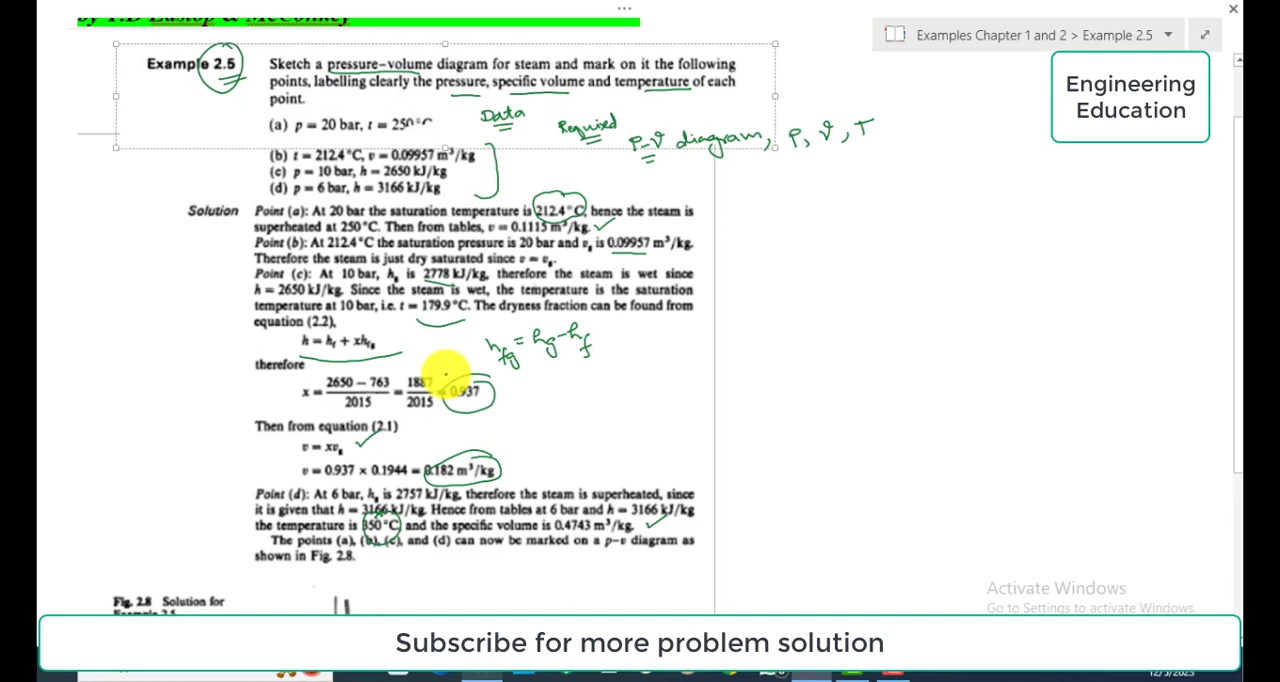 by T.D Eastop & McConkey
Examples Chapter 1 and 2 > Example 2.5
Engineering
Education
Example 2.5 Sketch a pressure-volume diagram for steam and mark on it the following
points, labelling clearly the pressure, specific volume and temperature of each
point.
(a) p = 20 bar, t = 250°C
Data
Required
P-v diagram, P, v, T
(b) t = 212.4°C, v = 0.09957 m³/kg
(c) p = 10 bar, h = 2650 kJ/kg
(d) p = 6 bar, h = 3166 kJ/kg
Solution Point (a): At 20 bar the saturation temperature is 212.4°C, hence the steam is
superheated at 250°C. Then from tables, v = 0.1115 m³/kg.
Point (b): At 212.4°C the saturation pressure is 20 bar and vg is 0.09957 m³/kg.
Therefore the steam is just dry saturated since v = vg.
Point (c): At 10 bar, hg is 2778 kJ/kg, therefore the steam is wet since
h = 2650 kJ/kg. Since the steam is wet, the temperature is the saturation
temperature at 10 bar, i.e. t = 179.9°C. The dryness fraction can be found from
equation (2.2),
h = hf + xhfg
hfg = hg - hf
therefore
x = 2650 − 763 / 2015 = 1887 / 2015 = 0.937
Then from equation (2.1)
v = xvg
v = 0.937 × 0.1944 = 0.182 m³/kg
Point (d): At 6 bar, hg is 2757 kJ/kg, therefore the steam is superheated, since
it is given that h = 3166 kJ/kg. Hence from tables at 6 bar and h = 3166 kJ/kg
the temperature is 350°C and the specific volume is 0.4743 m³/kg.
The points (a), (b), (c), and (d) can now be marked on a p-v diagram as
shown in Fig. 2.8.
Fig. 2.8 Solution for
Example 2.5
Activate Windows
Go to Settings to activate Windows.
Subscribe for more problem solution
12/3/2023